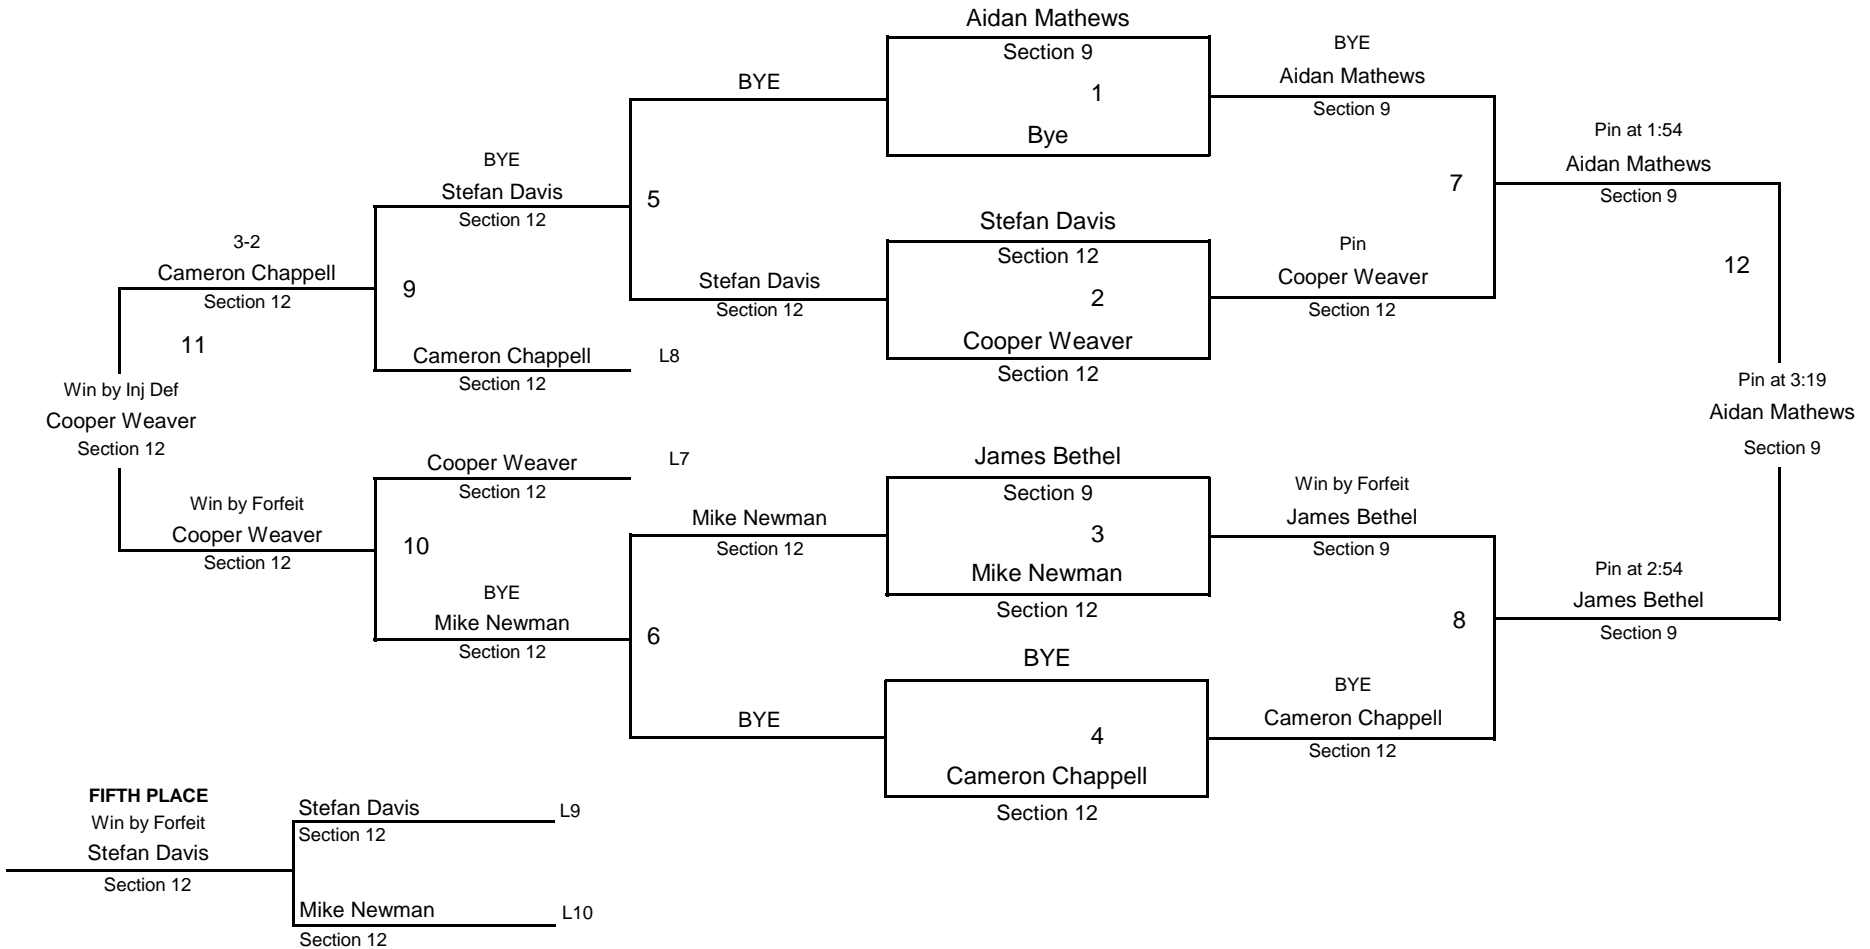 Aidan Mathews
Section 9
1
Bye
BYE
Aidan Mathews
Section 9
BYE
Stefan Davis
Section 12
2
Cooper Weaver
Section 12
Pin
Cooper Weaver
Section 12
Stefan Davis
Section 12
5
7
Pin at 1:54
Aidan Mathews
Section 9
BYE
Stefan Davis
Section 12
9
Cameron Chappell
Section 12
L8
3-2
Cameron Chappell
Section 12
11
12
Win by Inj Def
Cooper Weaver
Section 12
Pin at 3:19
Aidan Mathews
Section 9
Cooper Weaver
Section 12
L7
James Bethel
Section 9
3
Mike Newman
Section 12
Win by Forfeit
James Bethel
Section 9
Mike Newman
Section 12
Win by Forfeit
Cooper Weaver
Section 12
10
BYE
Mike Newman
Section 12
6
8
Pin at 2:54
James Bethel
Section 9
BYE
4
Cameron Chappell
Section 12
BYE
Cameron Chappell
Section 12
BYE
FIFTH PLACE
Win by Forfeit
Stefan Davis
Section 12
Stefan Davis
Section 12
L9
Mike Newman
Section 12
L10